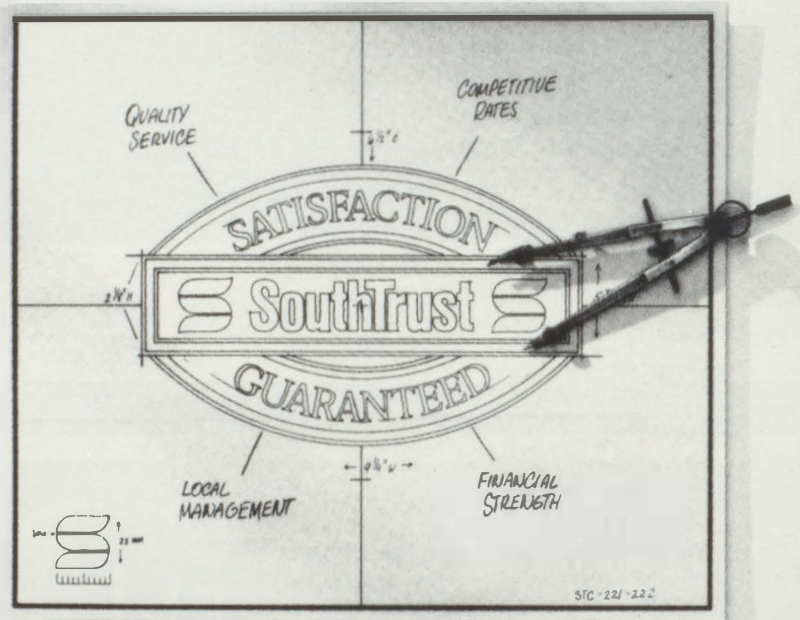 QUALITY
SERVICE
COMPETITIVE
RATES
SATISFACTION
SouthTrust
GUARANTEED
LOCAL
MANAGEMENT
FINANCIAL
STRENGTH
STC-221-222